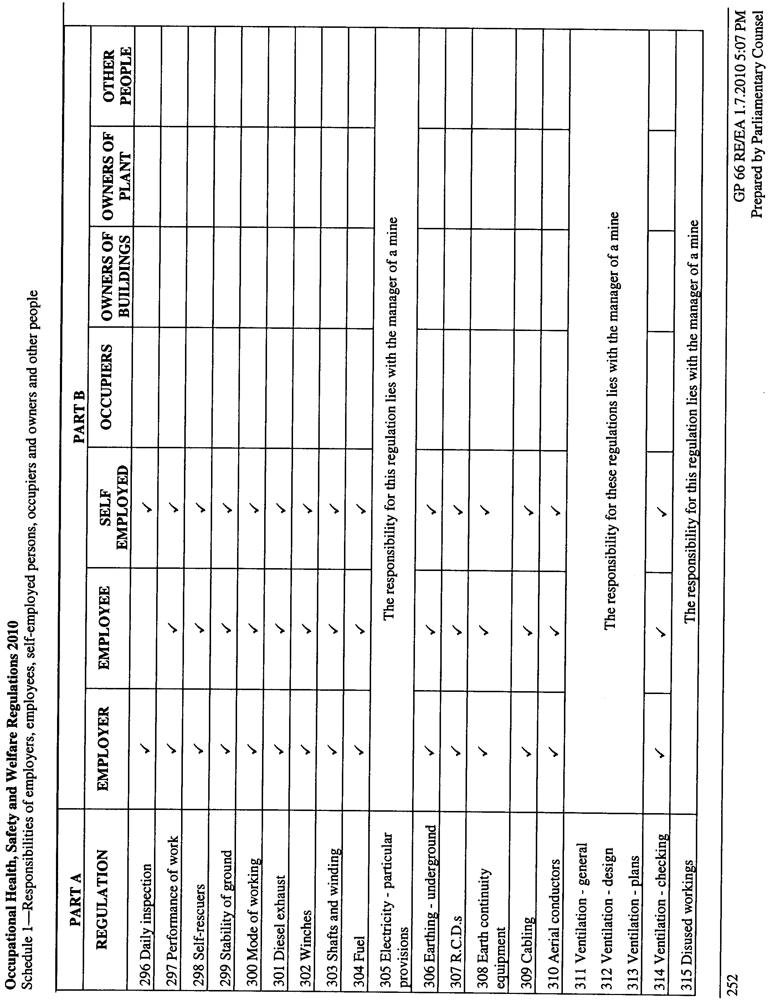 Occupational Health, Safety and Welfare Regulations 2010
Schedule 1—Responsibilities of employers, employees, self-employed persons, occupiers and owners and other people
PART A PART B
REGULATION EMPLOYER EMPLOYEE SELF EMPLOYED OCCUPIERS OWNERS OF BUILDINGS OWNERS OF PLANT OTHER PEOPLE
296 Daily inspection ✓ ✓
297 Performance of work ✓ ✓ ✓
298 Self-rescuers ✓ ✓ ✓
299 Stability of ground ✓ ✓ ✓
300 Mode of working ✓ ✓ ✓
301 Diesel exhaust ✓ ✓ ✓
302 Winches ✓ ✓ ✓
303 Shafts and winding ✓ ✓ ✓
304 Fuel ✓ ✓ ✓
305 Electricity - particular
provisions
The responsibility for this regulation lies with the manager of a mine
306 Earthing - underground ✓ ✓ ✓
307 R.C.D.s ✓ ✓ ✓
308 Earth continuity ✓ ✓ ✓
equipment
309 Cabling ✓ ✓ ✓
310 Aerial conductors ✓ ✓ ✓
311 Ventilation - general
312 Ventilation - design The responsibility for these regulations lies with the manager of a mine
313 Ventilation - plans
314 Ventilation - checking ✓ ✓ ✓
315 Disused workings The responsibility for this regulation lies with the manager of a mine
252 GP 66 RE/EA 1.7.2010 5:07 PM
Prepared by Parliamentary Counsel